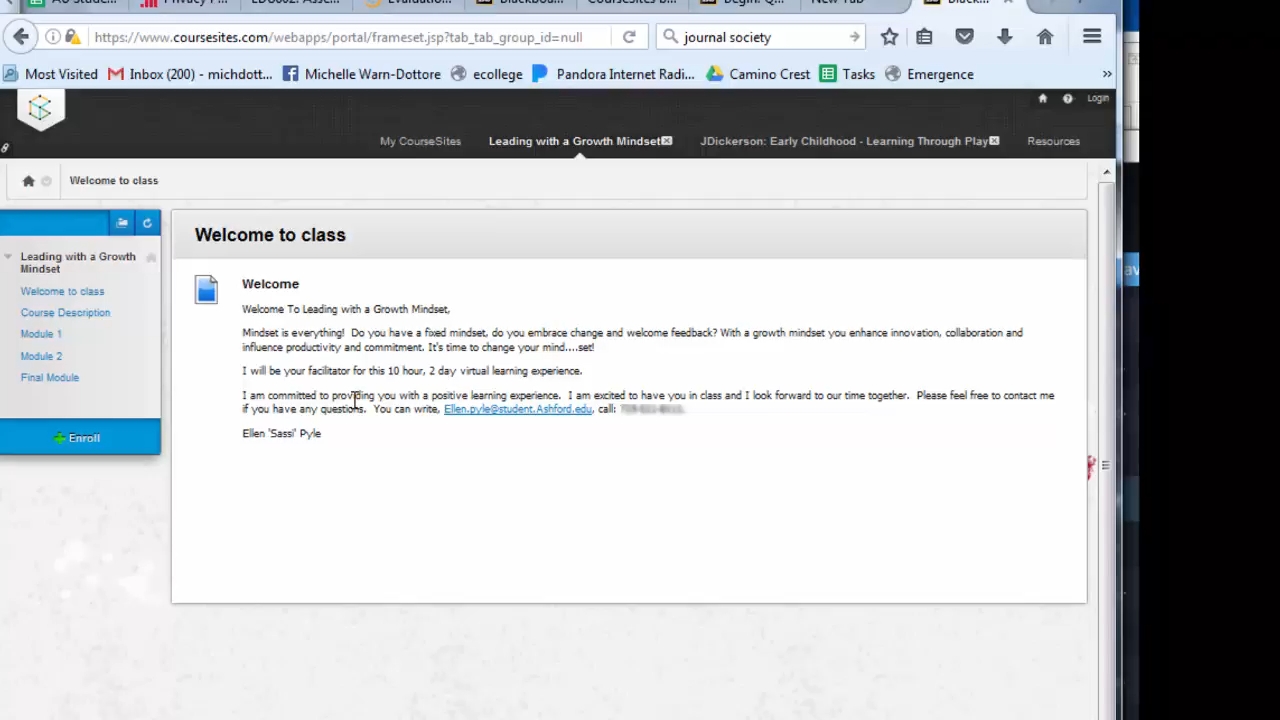 https://www.coursesites.com/webapps/portal/frameset.jsp?tab_tab_group_id=null
journal society
Most Visited
Inbox (200) - michdott...
Michelle Warn-Dottore
ecollege
Pandora Internet Radi...
Camino Crest
Tasks
Emergence
»
Login
My CourseSites
Leading with a Growth Mindset
JDickerson: Early Childhood - Learning Through Play
Resources
Welcome to class
Leading with a Growth
Mindset
Welcome to class
Course Description
Module 1
Module 2
Final Module
Enroll
Welcome to class
Welcome
Welcome To Leading with a Growth Mindset,
Mindset is everything! Do you have a fixed mindset, do you embrace change and welcome feedback? With a growth mindset you enhance innovation, collaboration and
influence productivity and commitment. It's time to change your mind....set!
I will be your facilitator for this 10 hour, 2 day virtual learning experience.
I am committed to providing you with a positive learning experience. I am excited to have you in class and I look forward to our time together. Please feel free to contact me
if you have any questions. You can write, Ellen.pyle@student.Ashford.edu, call:
Ellen 'Sassi' Pyle